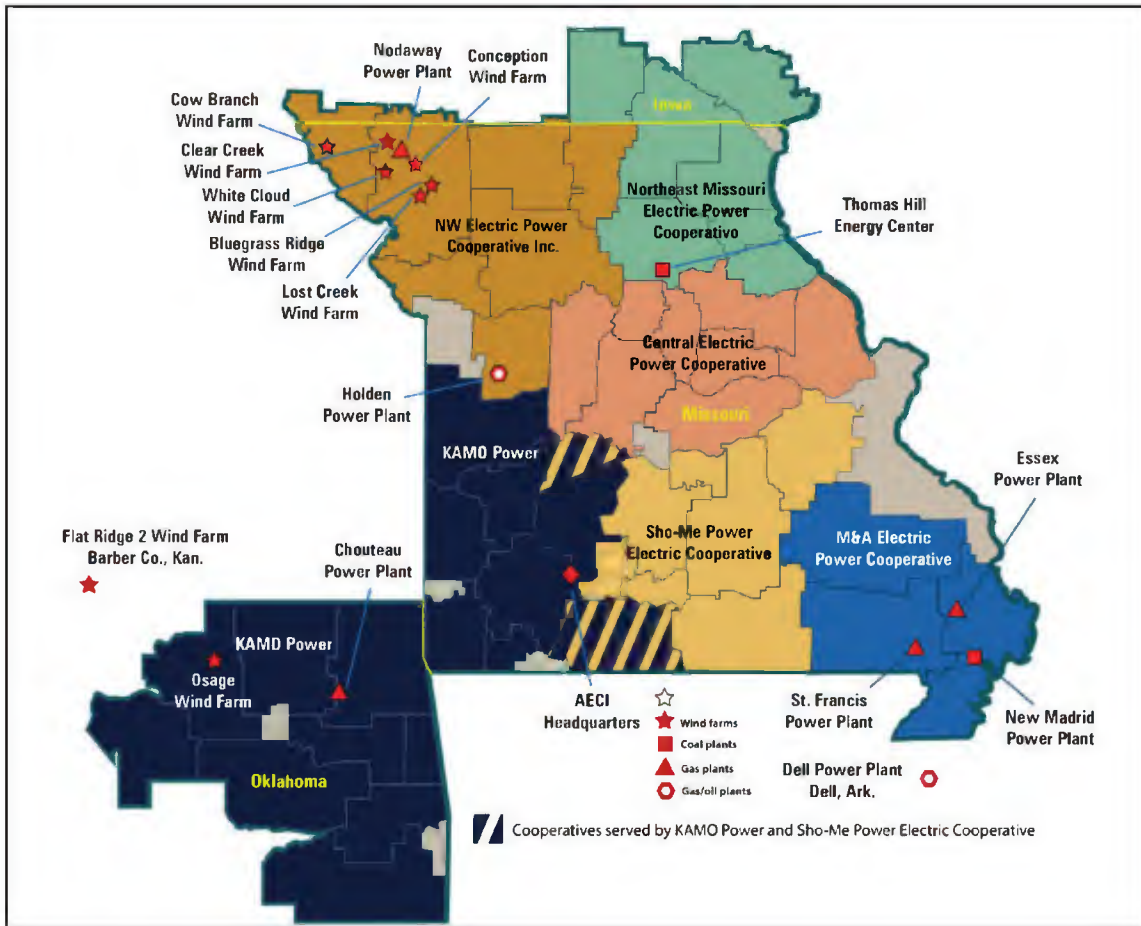 Nodaway
Power Plant
Conception
Wind Farm
Cow Branch
Wind Farm
Clear Creek
Wind Farm
White Cloud
Wind Farm
Bluegrass Ridge
Wind Farm
Lost Creek
Wind Farm
Iowa
NW Electric Power
Cooperative Inc.
Northeast Missouri
Electric Power
Cooperativo
Thomas Hill
Energy Center
Central Electric
Power Cooperative
Missouri
Holden
Power Plant
KAMO Power
Essex
Power Plant
Sho-Me Power
Electric Cooperative
M&A Electric
Power Cooperative
Flat Ridge 2 Wind Farm
Barber Co., Kan.
Chouteau
Power Plant
KAMD Power
Osage
Wind Farm
Oklahoma
AECI
Headquarters
Wind farms
Coal plants
Gas plants
Gas/oil plants
St. Francis
Power Plant
New Madrid
Power Plant
Dell Power Plant
Dell, Ark.
Cooperatives served by KAMO Power and Sho-Me Power Electric Cooperative